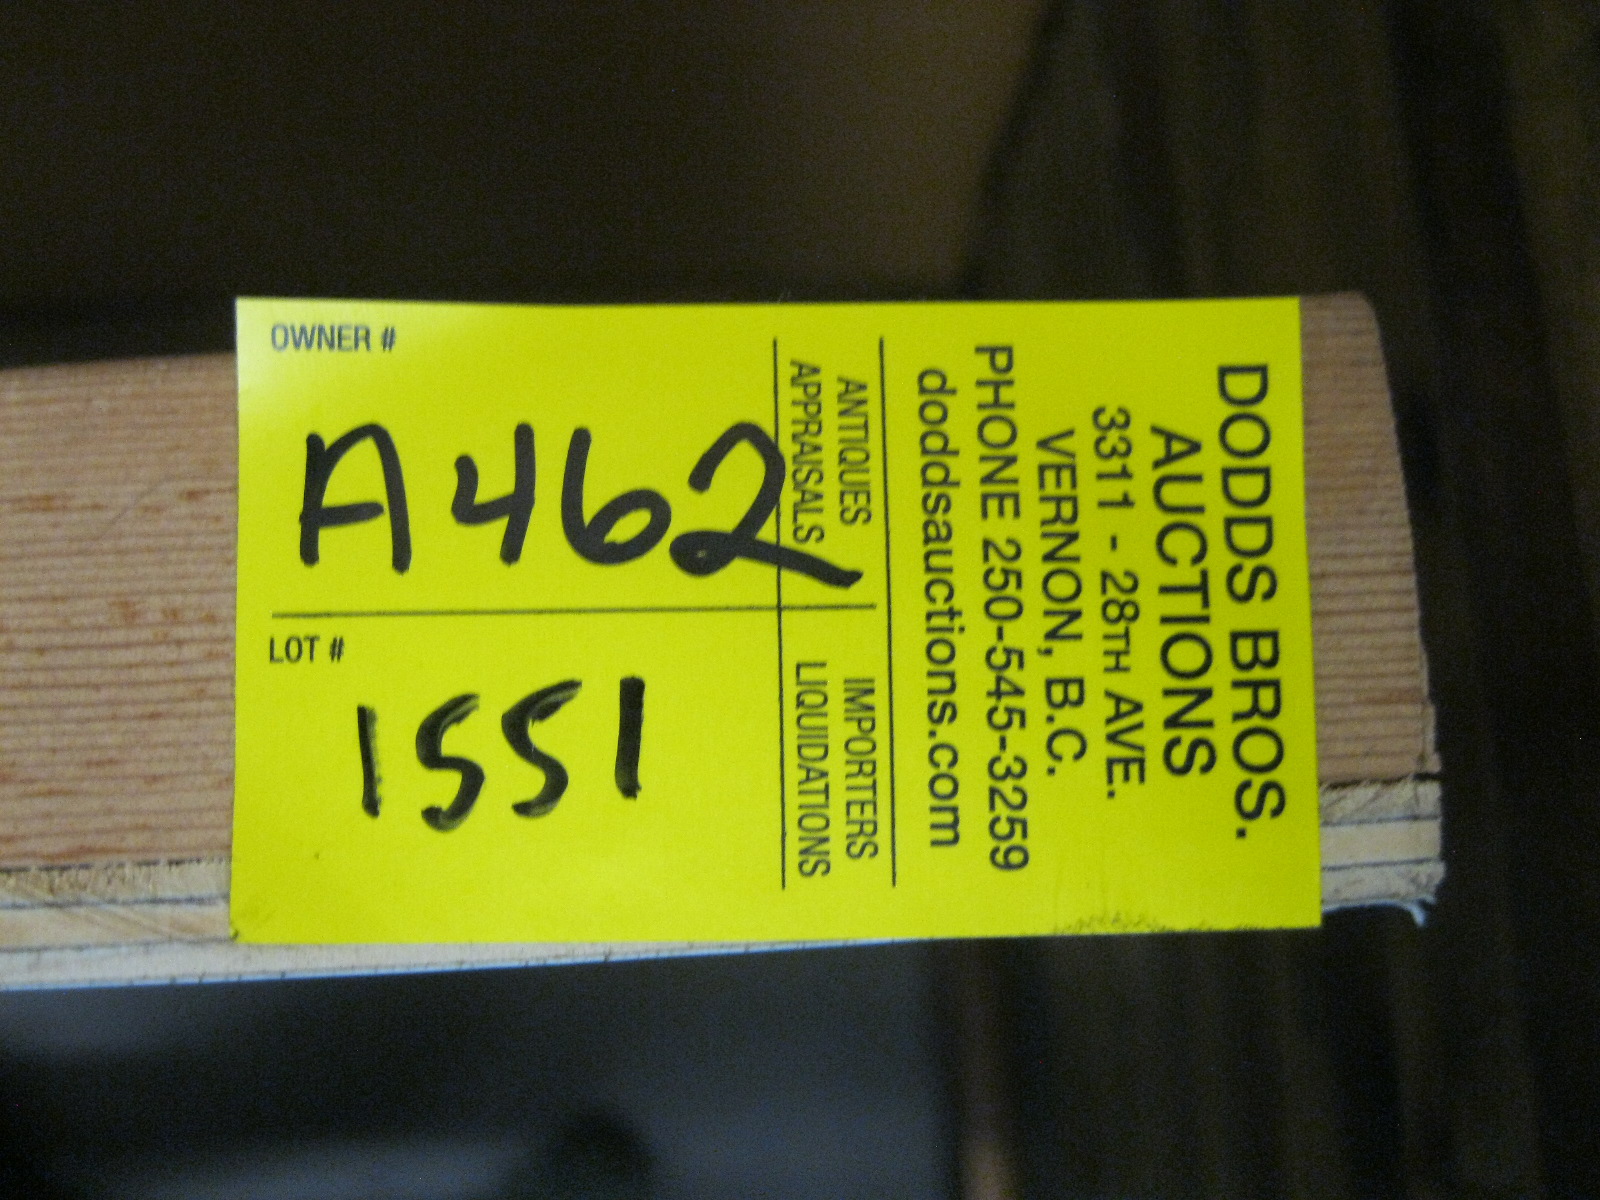 DODDS BROS.
AUCTIONS
3311 - 28TH AVE.
VERNON, B.C.
PHONE 250-545-3259
doddsauctions.com
ANTIQUES
APPRAISALS
IMPORTERS
LIQUIDATIONS
OWNER #
A462
LOT #
1551